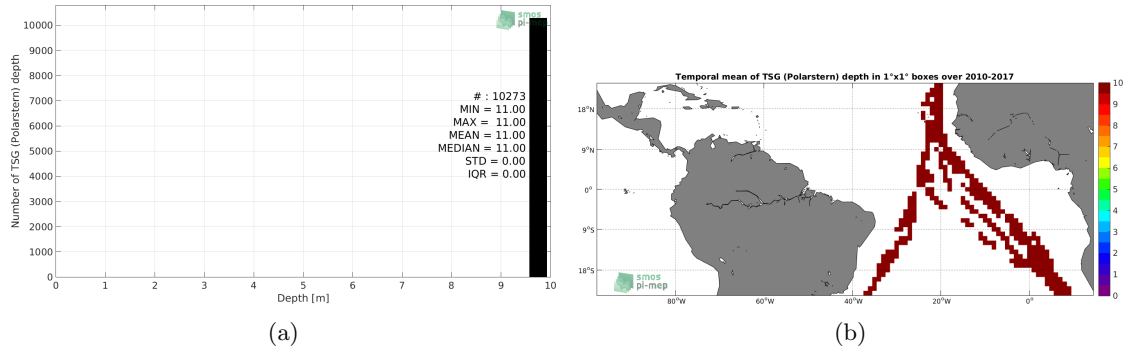 smos
pi-mep
10000
9000
8000
7000
6000
5000
4000
3000
2000
1000
0
Number of TSG (Polarstern) depth
# : 10273
MIN = 11.00
MAX = 11.00
MEAN = 11.00
MEDIAN = 11.00
STD = 0.00
IQR = 0.00
0 1 2 3 4 5 6 7 8 9 10
Depth [m]
(a)
Temporal mean of TSG (Polarstern) depth in 1°x1° boxes over 2010-2017
18°N
9°N
0°
9°S
18°S
80°W 60°W 40°W 20°W 0°
10
9
8
7
6
5
4
3
2
1
0
smos
pi-mep
(b)